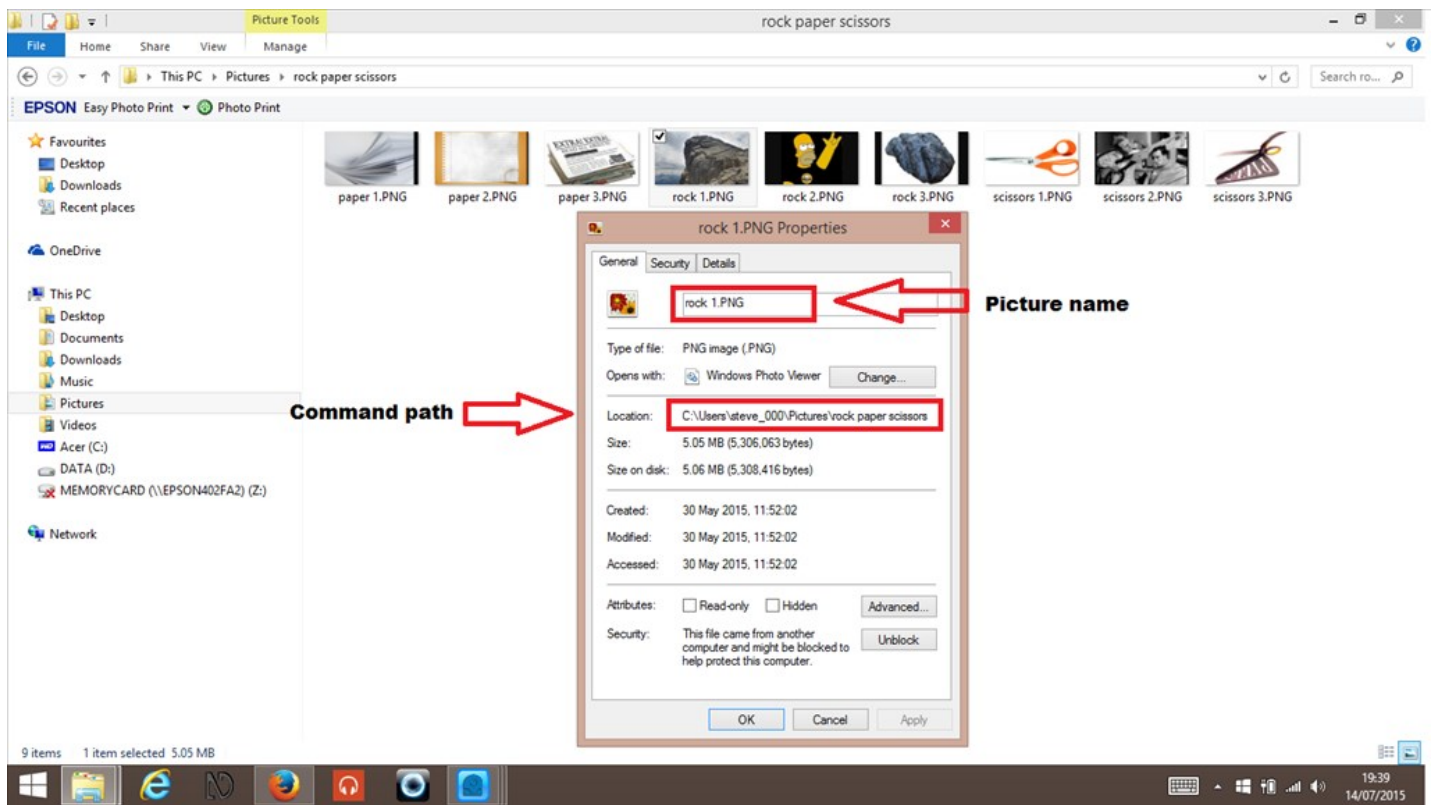 Picture Tools
rock paper scissors
File Home Share View Manage
This PC Pictures rock paper scissors
Search ro...
EPSON Easy Photo Print Photo Print
Favourites
Desktop
Downloads
Recent places
OneDrive
This PC
Desktop
Documents
Downloads
Music
Pictures
Videos
Acer (C:)
DATA (D:)
MEMORYCARD (\\EPSON402FA2) (Z:)
Network
EXTRA! EXTRA!
paper 1.PNG paper 2.PNG paper 3.PNG rock 1.PNG rock 2.PNG rock 3.PNG scissors 1.PNG scissors 2.PNG scissors 3.PNG
rock 1.PNG Properties
General Security Details
rock 1.PNG
Picture name
Type of file: PNG image (.PNG)
Opens with: Windows Photo Viewer Change...
Command path
Location: C:\Users\steve_000\Pictures\rock paper scissors
Size: 5.05 MB (5,306,063 bytes)
Size on disk: 5.06 MB (5,308,416 bytes)
Created: 30 May 2015, 11:52:02
Modified: 30 May 2015, 11:52:02
Accessed: 30 May 2015, 11:52:02
Attributes: Read-only Hidden Advanced...
Security: This file came from another
computer and might be blocked to
help protect this computer.
Unblock
OK Cancel Apply
9 items 1 item selected 5.05 MB
19:39
14/07/2015